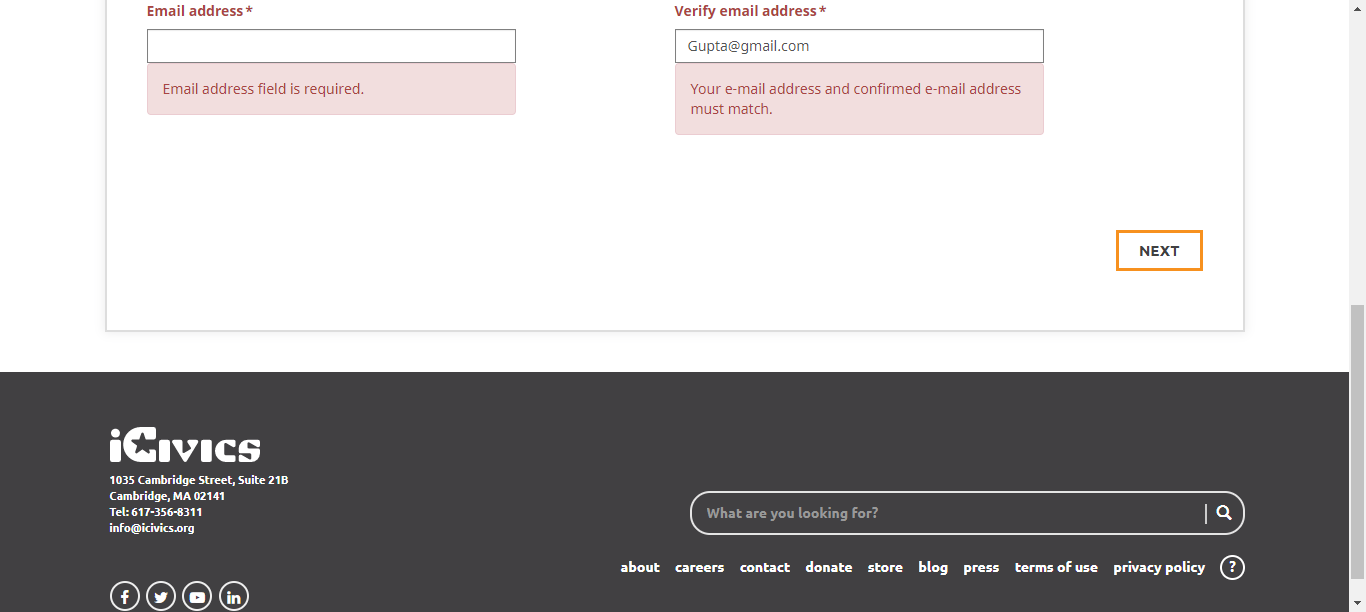 Email address*
Verify email address*
Gupta@gmail.com
Email address field is required.
Your e-mail address and confirmed e-mail address
must match.
NEXT
iCivics
1035 Cambridge Street, Suite 21B
Cambridge, MA 02141
Tel: 617-356-8311
info@icivics.org
What are you looking for?
about careers contact donate store blog press terms of use privacy policy ?